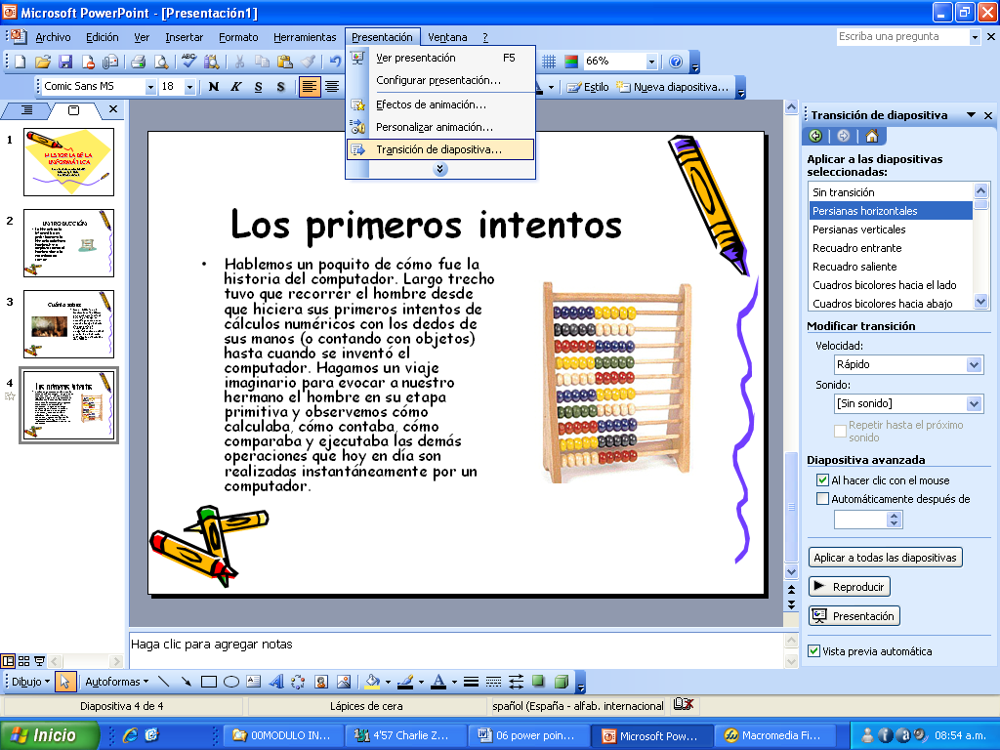 Microsoft PowerPoint - [Presentación1]
Archivo Edición Ver Insertar Formato Herramientas Presentación Ventana ?
Escriba una pregunta
66%
Comic Sans MS 18 N K S S
Estilo Nueva diapositiva...
Ver presentación F5
Configurar presentación...
Efectos de animación...
Personalizar animación...
Transición de diapositiva...
1
HISTORIA DE LA
INFORMÁTICA
2
INTRODUCCIÓN
3
4
Los primeros intentos
Los primeros intentos
• Hablemos un poquito de cómo fue la
historia del computador. Largo trecho
tuvo que recorrer el hombre desde
que hiciera sus primeros intentos de
cálculos numéricos con los dedos de
sus manos (o contando con objetos)
hasta cuando se inventó el
computador. Hagamos un viaje
imaginario para evocar a nuestro
hermano el hombre en su etapa
primitiva y observemos cómo
calculaba, cómo contaba, cómo
comparaba y ejecutaba las demás
operaciones que hoy en día son
realizadas instantáneamente por un
computador.
Transición de diapositiva
Aplicar a las diapositivas
seleccionadas:
Sin transición
Persianas horizontales
Persianas verticales
Recuadro entrante
Recuadro saliente
Cuadros bicolores hacia el lado
Cuadros bicolores hacia abajo
Modificar transición
Velocidad:
Rápido
Sonido:
[Sin sonido]
Repetir hasta el próximo
sonido
Diapositiva avanzada
Al hacer clic con el mouse
Automáticamente después de
Aplicar a todas las diapositivas
Reproducir
Presentación
Vista previa automática
Haga clic para agregar notas
Dibujo Autoformas
Diapositiva 4 de 4 Lápices de cera spañol (España - alfab. internacional
Inicio 00MODULO IN... 4'57 Charlie Z... 06 power poin... Microsoft Pow... Macromedia Fi... 08:54 a.m.